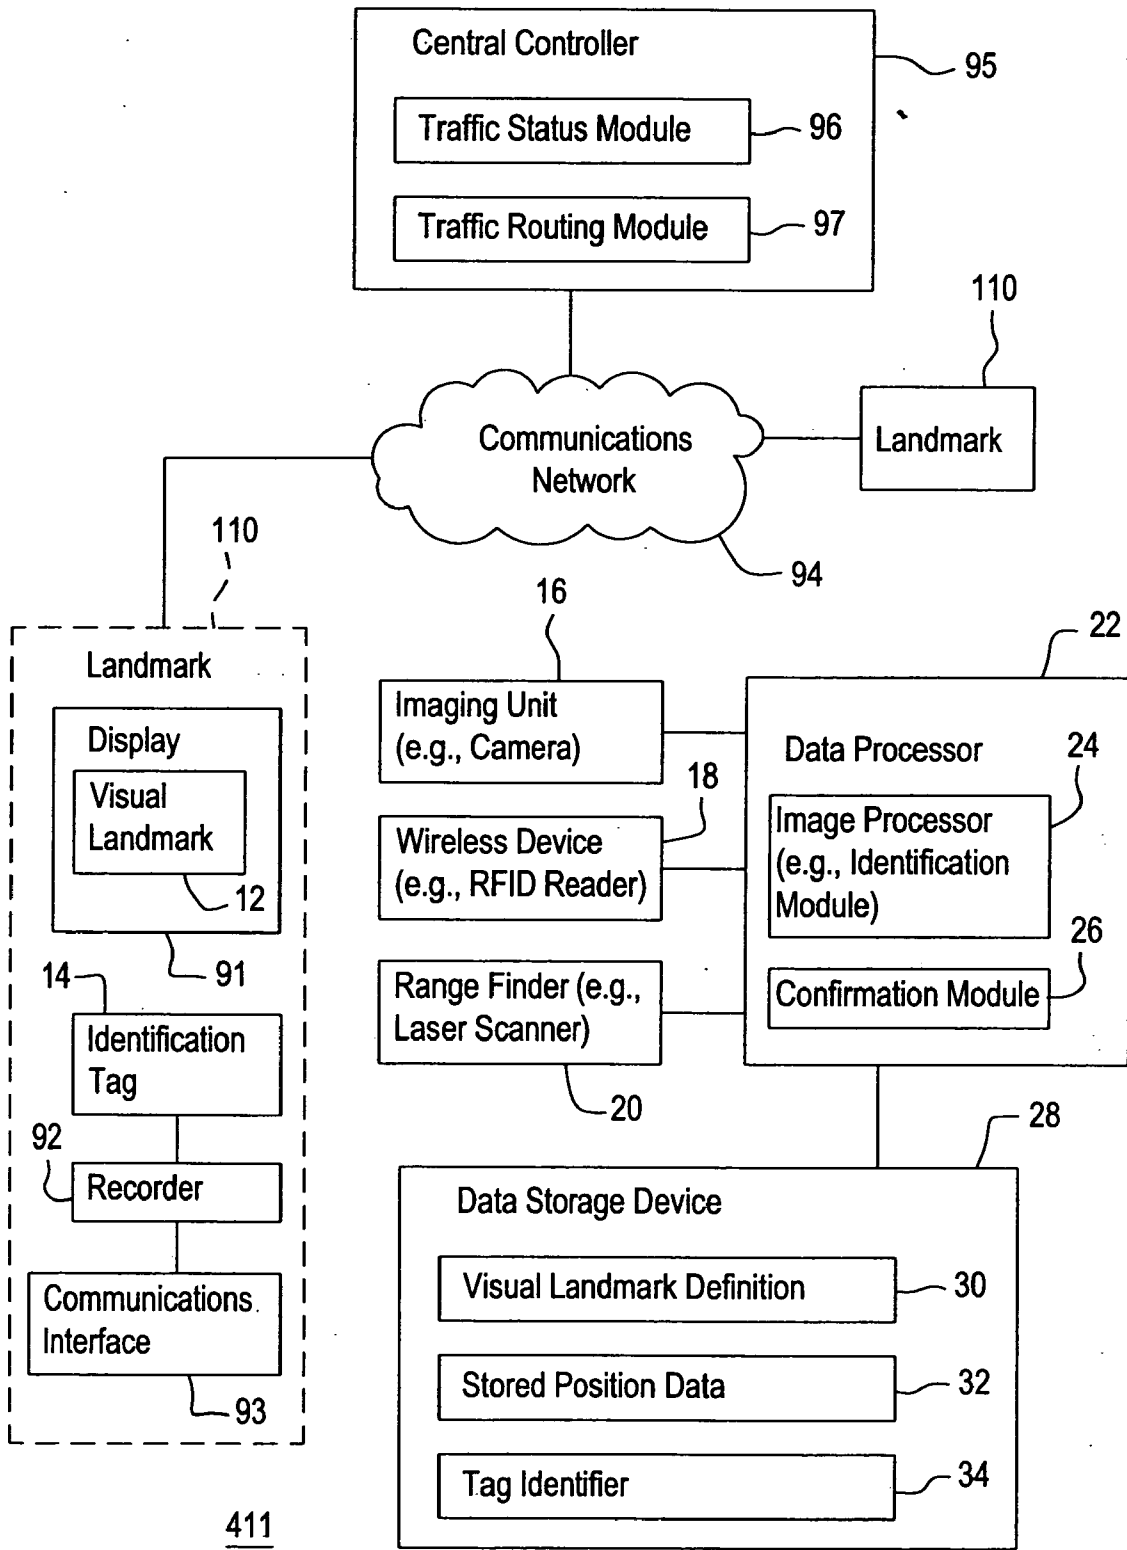 Central Controller
95
Traffic Status Module
96
Traffic Routing Module
97
110
Communications
Network
Landmark
94
110
Landmark
Display
Visual
Landmark
12
91
14
Identification
Tag
92
Recorder
Communications
Interface
93
16
Imaging Unit
(e.g., Camera)
18
Wireless Device
(e.g., RFID Reader)
Range Finder (e.g.,
Laser Scanner)
20
22
Data Processor
24
Image Processor
(e.g., Identification
Module)
26
Confirmation Module
28
Data Storage Device
Visual Landmark Definition
30
Stored Position Data
32
Tag Identifier
34
411